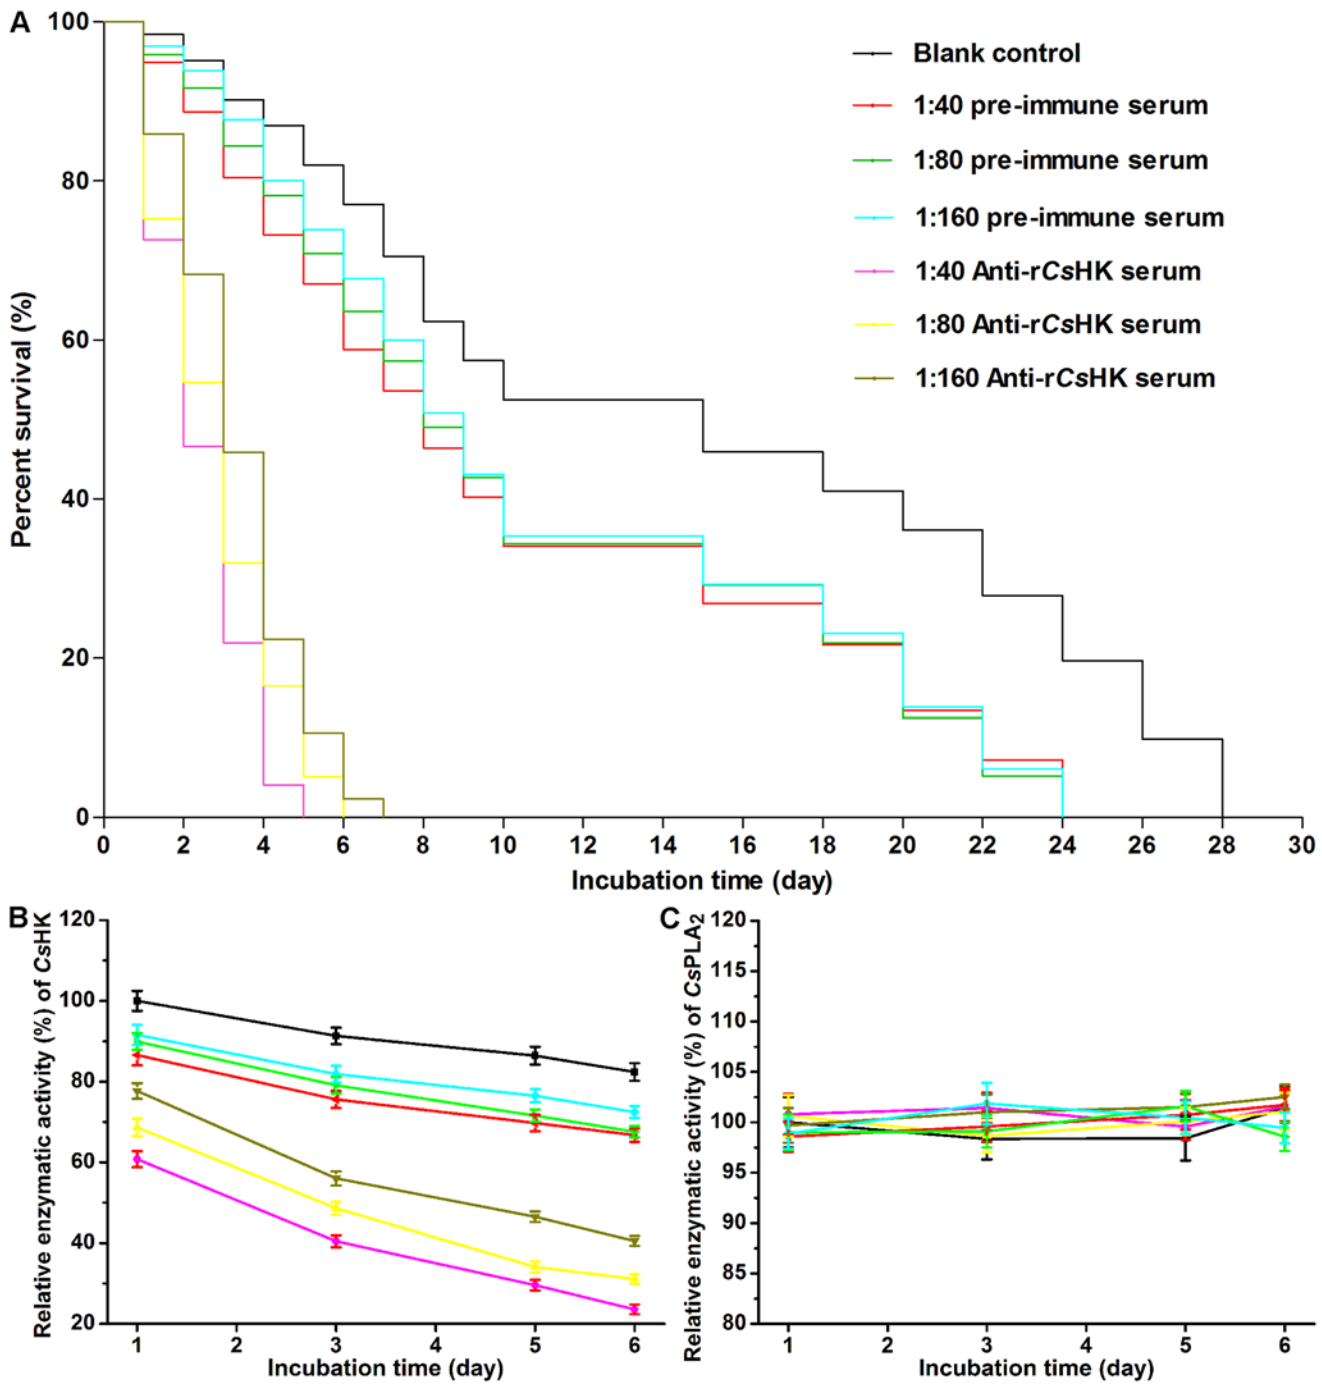 A
Percent survival (%)
100
80
60
40
20
0
0 2 4 6 8 10 12 14 16 18 20 22 24 26 28 30
Incubation time (day)
Blank control
1:40 pre-immune serum
1:80 pre-immune serum
1:160 pre-immune serum
1:40 Anti-rCsHK serum
1:80 Anti-rCsHK serum
1:160 Anti-rCsHK serum
B
Relative enzymatic activity (%) of CsHK
120
100
80
60
40
20
1 2 3 4 5 6
Incubation time (day)
C
Relative enzymatic activity (%) of CsPLA₂
120
115
110
105
100
95
90
85
80
1 2 3 4 5 6
Incubation time (day)